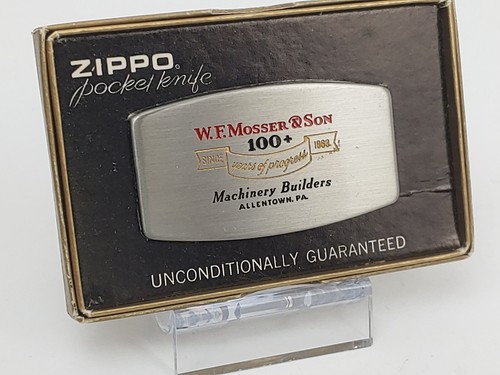 ZIPPO®
pocket knife
W. F. MOSSER & SON
100+
SINCE years of progress 1863
Machinery Builders
ALLENTOWN, PA.
UNCONDITIONALLY GUARANTEED